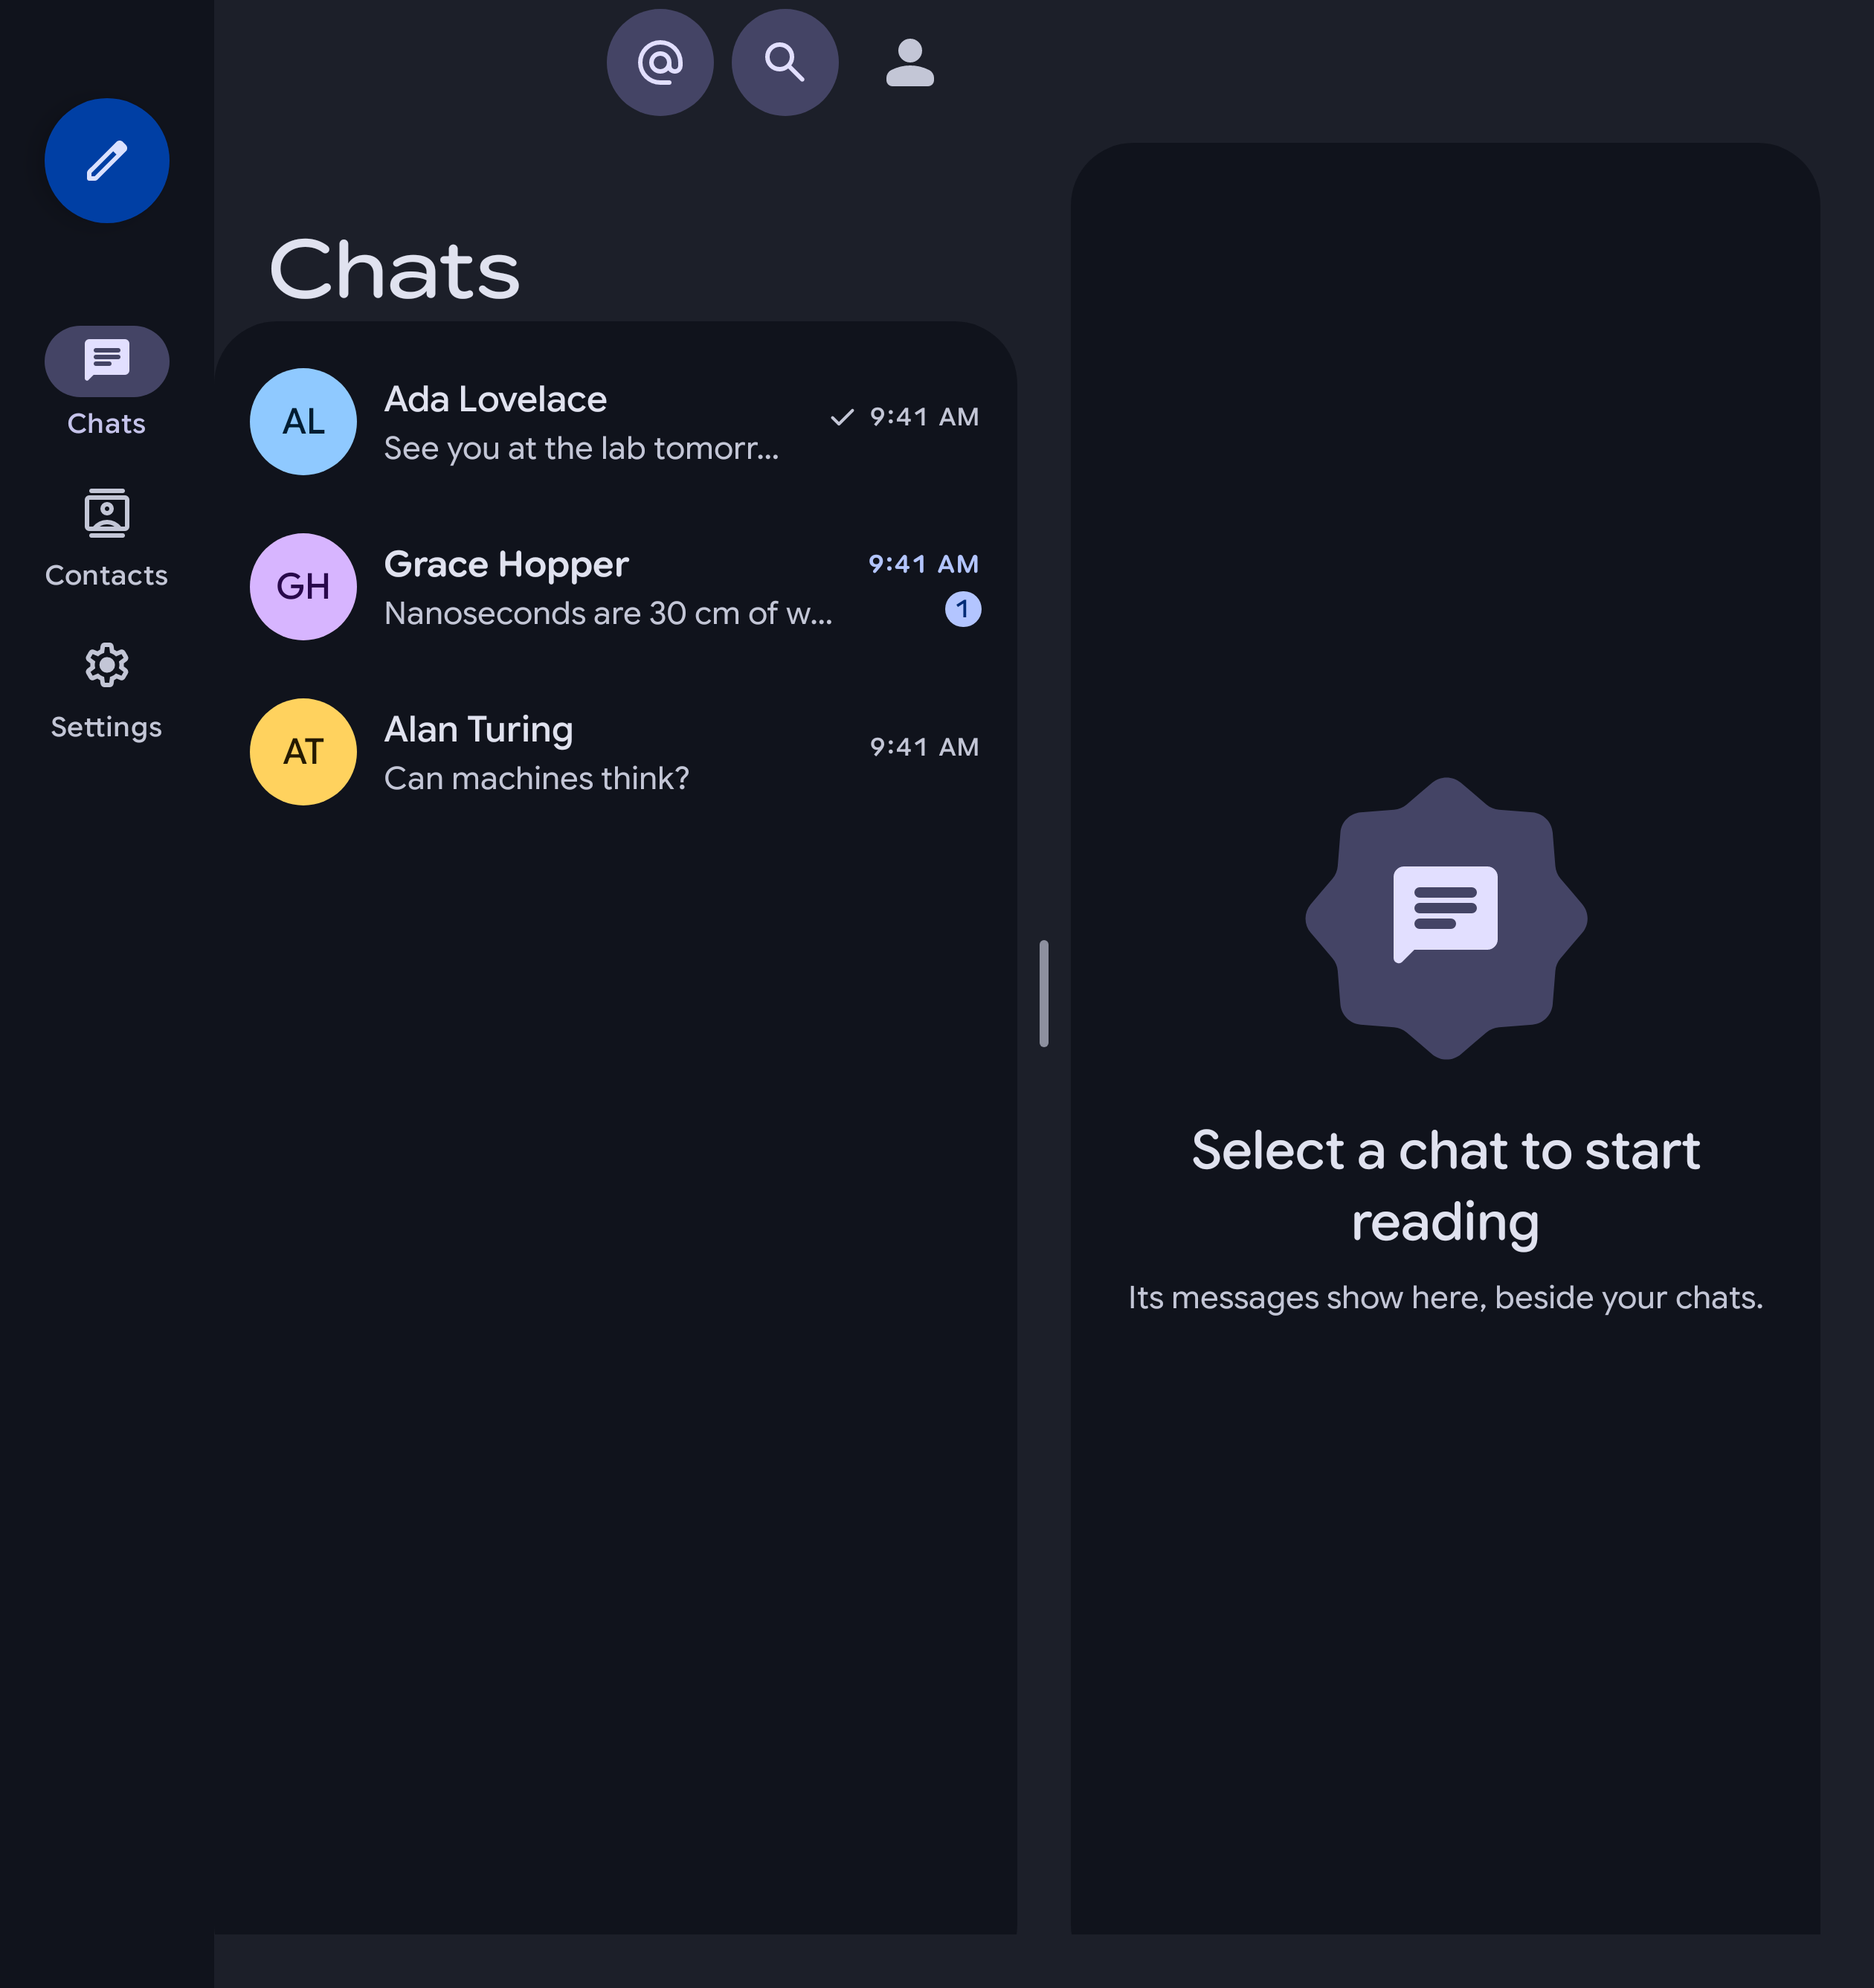 Chats
Contacts
Settings
Chats
AL
Ada Lovelace
9:41 AM
See you at the lab tomorr...
GH
Grace Hopper
9:41 AM
Nanoseconds are 30 cm of w...
1
AT
Alan Turing
9:41 AM
Can machines think?
Select a chat to start
reading
Its messages show here, beside your chats.